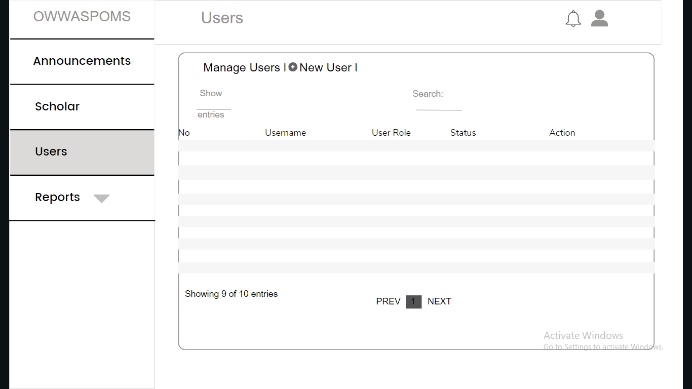 OWWASPOMS
Users
Announcements
Scholar
Users
Reports
Manage Users | New User |
Show
entries
Search:
No Username User Role Status Action
Showing 9 of 10 entries
PREV 1 NEXT
Activate Windows
Go to Settings to activate Windows.